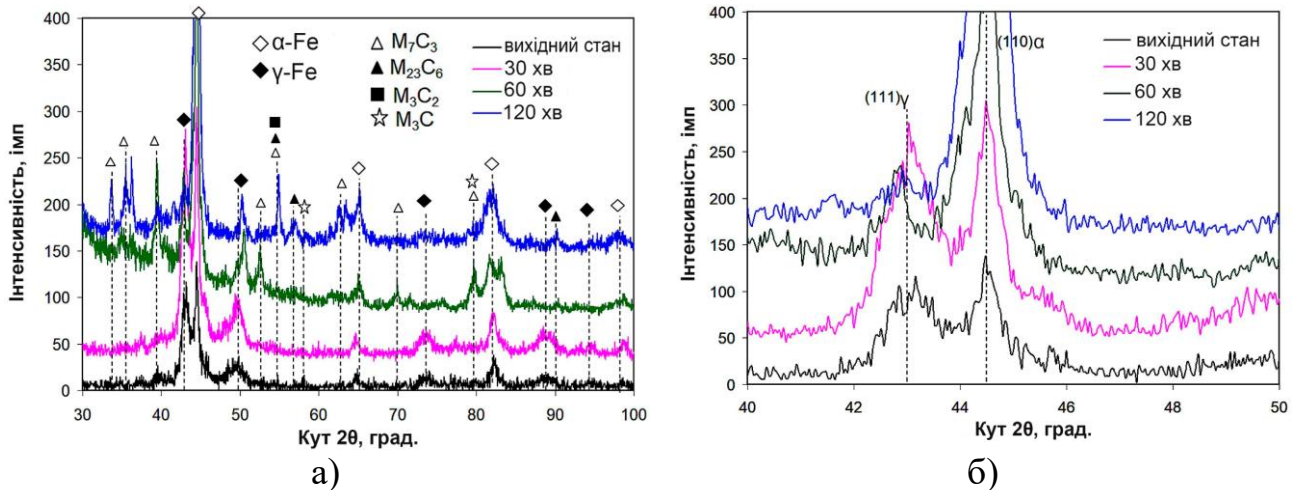 400
350
300
250
200
150
100
50
0
Інтенсивність, імп
30 40 50 60 70 80 90 100
Кут 2θ, град.
α-Fe
γ-Fe
M₇C₃
M₂₃C₆
M₃C₂
M₃C
вихідний стан
30 хв
60 хв
120 хв
а)
400
350
300
250
200
150
100
50
0
Інтенсивність, імп
40 42 44 46 48 50
Кут 2θ, град.
(111)γ
(110)α
вихідний стан
30 хв
60 хв
120 хв
б)